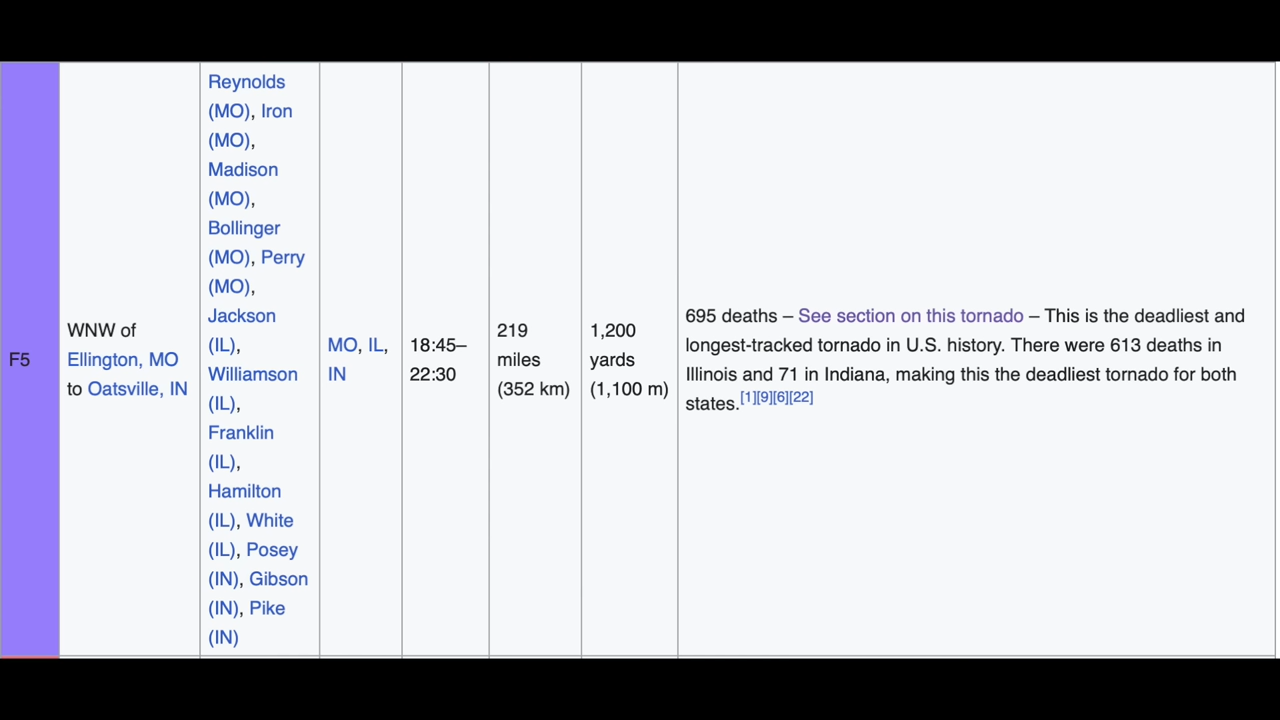 F5
WNW of
Ellington, MO
to Oatsville, IN
Reynolds
(MO), Iron
(MO),
Madison
(MO),
Bollinger
(MO), Perry
(MO),
Jackson
(IL),
Williamson
(IL),
Franklin
(IL),
Hamilton
(IL), White
(IL), Posey
(IN), Gibson
(IN), Pike
(IN)
MO, IL,
IN
18:45–
22:30
219
miles
(352 km)
1,200
yards
(1,100 m)
695 deaths – See section on this tornado – This is the deadliest and
longest-tracked tornado in U.S. history. There were 613 deaths in
Illinois and 71 in Indiana, making this the deadliest tornado for both
states.[1][9][6][22]